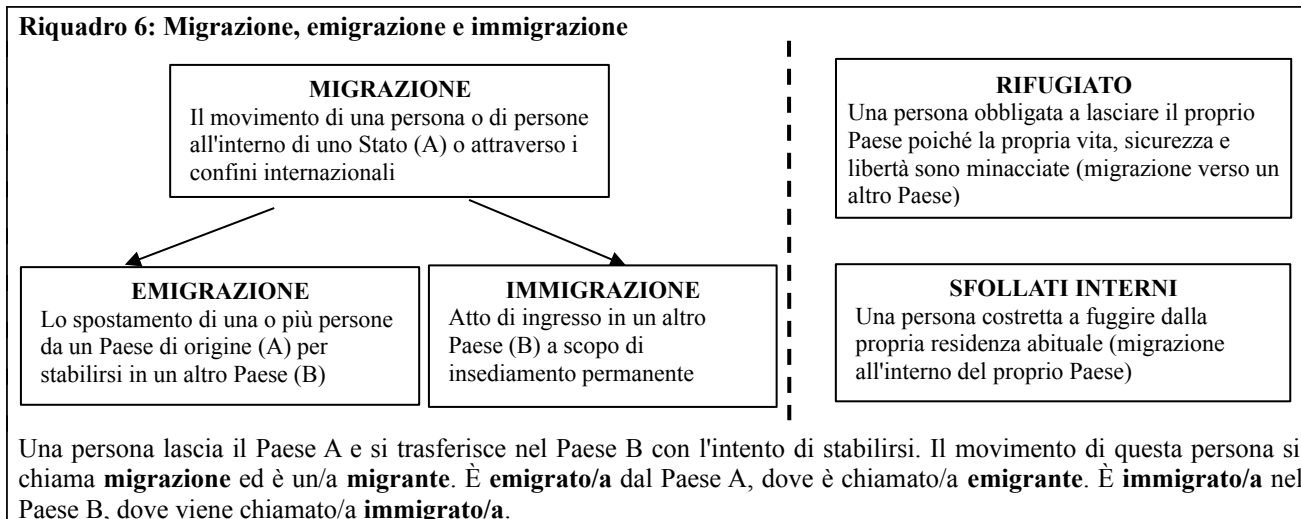 Riquadro 6: Migrazione, emigrazione e immigrazione
MIGRAZIONE
Il movimento di una persona o di persone
all'interno di uno Stato (A) o attraverso i
confini internazionali
EMIGRAZIONE
Lo spostamento di una o più persone
da un Paese di origine (A) per
stabilirsi in un altro Paese (B)
IMMIGRAZIONE
Atto di ingresso in un altro
Paese (B) a scopo di
insediamento permanente
RIFUGIATO
Una persona obbligata a lasciare il proprio
Paese poiché la propria vita, sicurezza e
libertà sono minacciate (migrazione verso un
altro Paese)
SFOLLATI INTERNI
Una persona costretta a fuggire dalla
propria residenza abituale (migrazione
all'interno del proprio Paese)
Una persona lascia il Paese A e si trasferisce nel Paese B con l'intento di stabilirsi. Il movimento di questa persona si
chiama migrazione ed è un/a migrante. È emigrato/a dal Paese A, dove è chiamato/a emigrante. È immigrato/a nel
Paese B, dove viene chiamato/a immigrato/a.